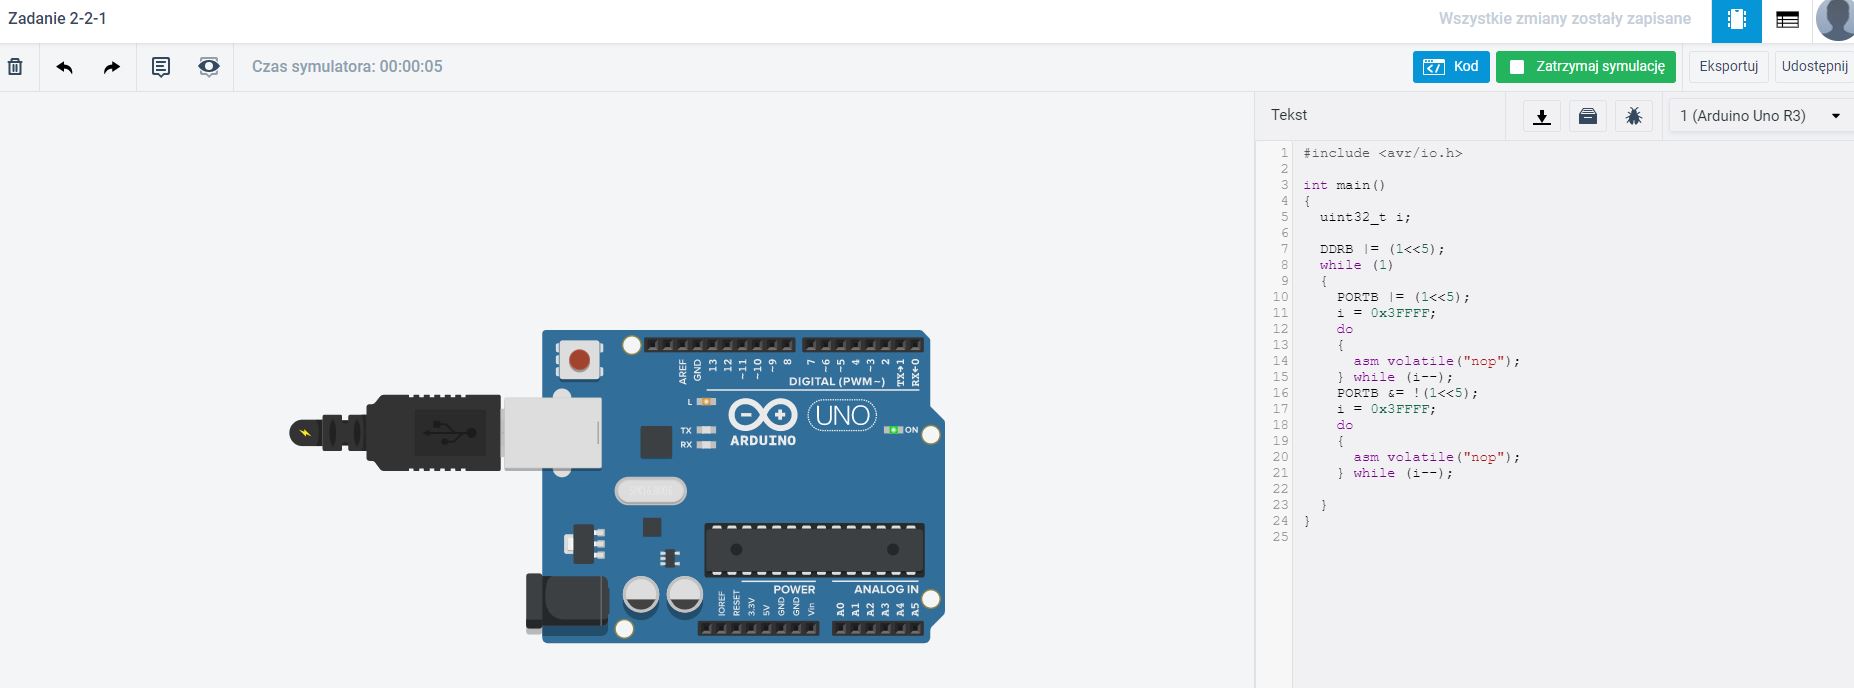 Zadanie 2-2-1
Wszystkie zmiany zostały zapisane
Czas symulatora: 00:00:05
Kod
Zatrzymaj symulację
Eksportuj
Udostępnij
Tekst
1 (Arduino Uno R3)
1 #include <avr/io.h>
2
3 int main()
4 {
5 uint32_t i;
6
7 DDRB |= (1<<5);
8 while (1)
9 {
10 PORTB |= (1<<5);
11 i = 0x3FFFF;
12 do
13 {
14 asm volatile("nop");
15 } while (i--);
16 PORTB &= !(1<<5);
17 i = 0x3FFFF;
18 do
19 {
20 asm volatile("nop");
21 } while (i--);
22
23 }
24 }
25
AREF GND 13 12 ~11 ~10 ~9 8 7 ~6 ~5 4 ~3 2 TX→1 RX←0
DIGITAL (PWM~)
L
TX
RX
UNO
ARDUINO
ON
POWER
ANALOG IN
IOREF RESET 3.3V 5V GND GND Vin A0 A1 A2 A3 A4 A5